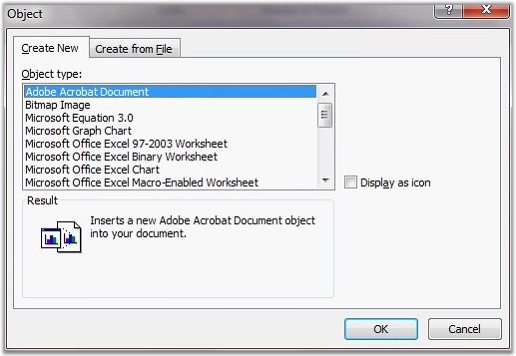 Object
?
Create New
Create from File
Object type:
Adobe Acrobat Document
Bitmap Image
Microsoft Equation 3.0
Microsoft Graph Chart
Microsoft Office Excel 97-2003 Worksheet
Microsoft Office Excel Binary Worksheet
Microsoft Office Excel Chart
Microsoft Office Excel Macro-Enabled Worksheet
Display as icon
Result
Inserts a new Adobe Acrobat Document object
into your document.
OK
Cancel